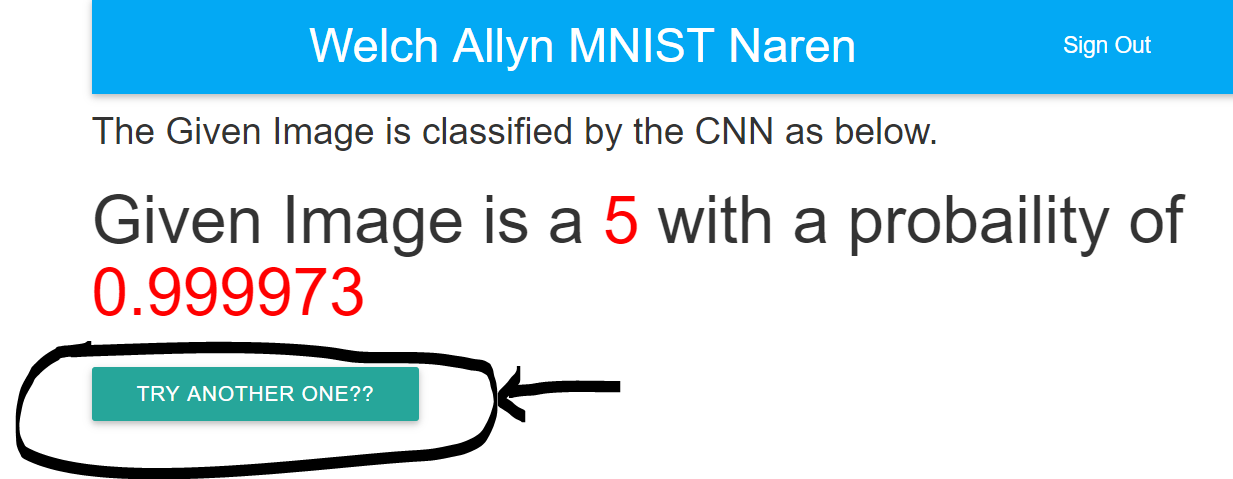 Welch Allyn MNIST Naren
Sign Out
The Given Image is classified by the CNN as below.
Given Image is a 5 with a probaility of
0.999973
TRY ANOTHER ONE??